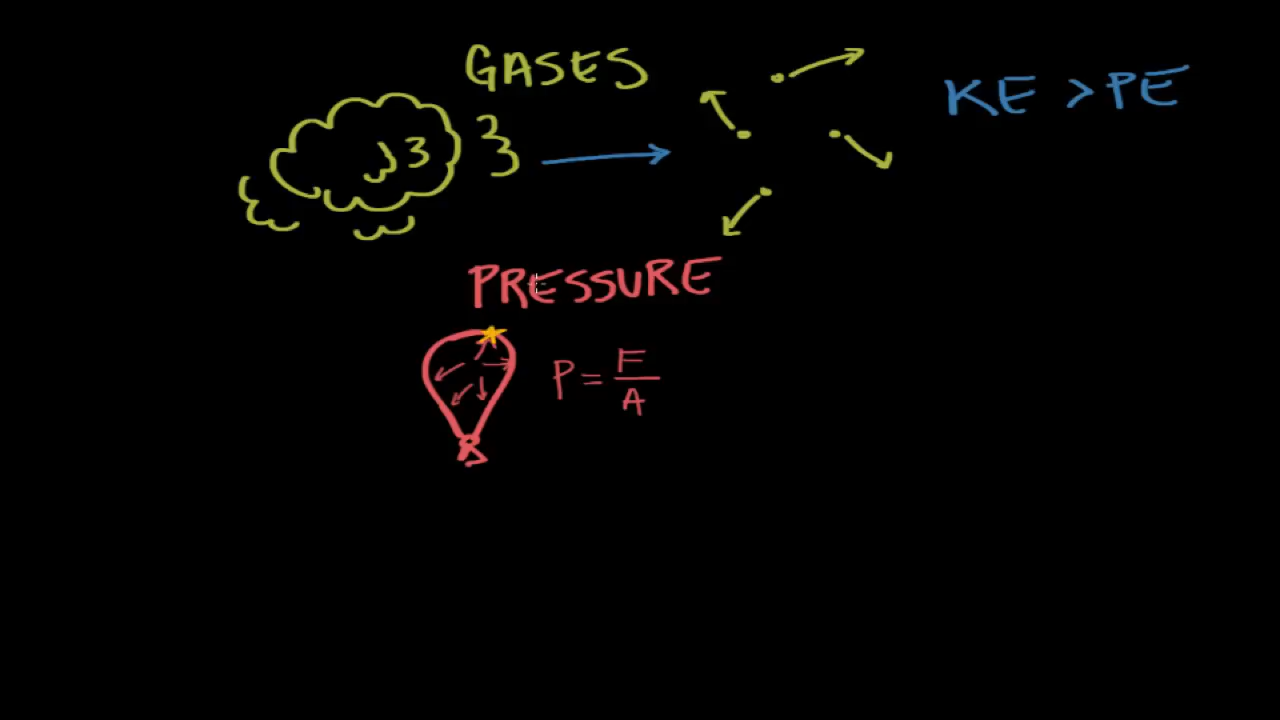 GASES
KE > PE
PRESSURE
P = F/A